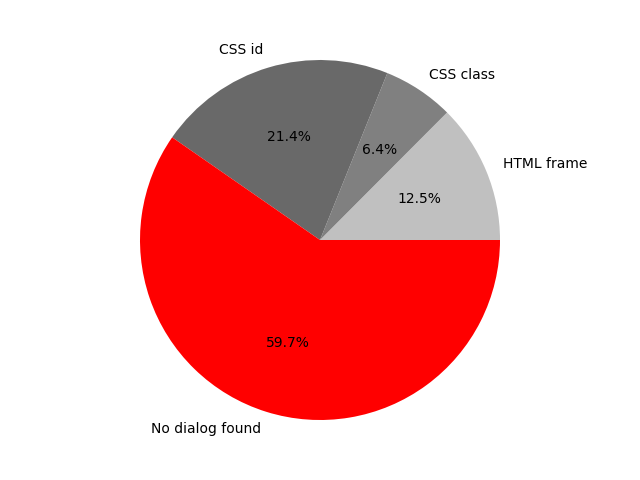 CSS id
CSS class
21.4%
6.4%
HTML frame
12.5%
59.7%
No dialog found